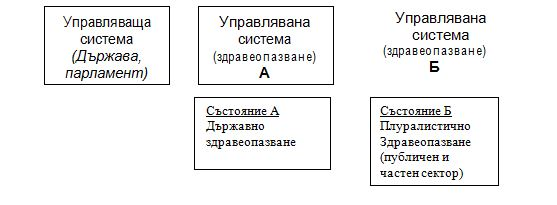 Управляваща
система
(Държава,
парламент)
Управлявана
система
(здравеопазване)
А
Управлявана
система
(здравеопазване)
Б
Състояние А
Държавно
здравеопазване
Състояние Б
Плуралистично
Здравеопазване
(публичен и
частен сектор)